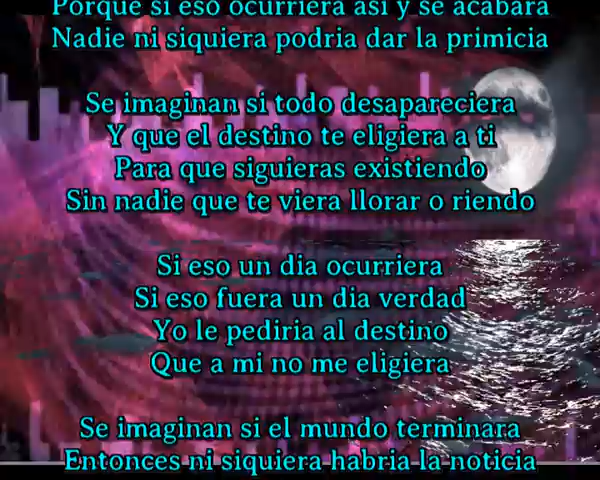 Porque si eso ocurriera asi y se acabara
Nadie ni siquiera podria dar la primicia
Se imaginan si todo desapareciera
Y que el destino te eligiera a ti
Para que siguieras existiendo
Sin nadie que te viera llorar o riendo
Si eso un dia ocurriera
Si eso fuera un dia verdad
Yo le pediria al destino
Que a mi no me eligiera
Se imaginan si el mundo terminara
Entonces ni siquiera habria la noticia